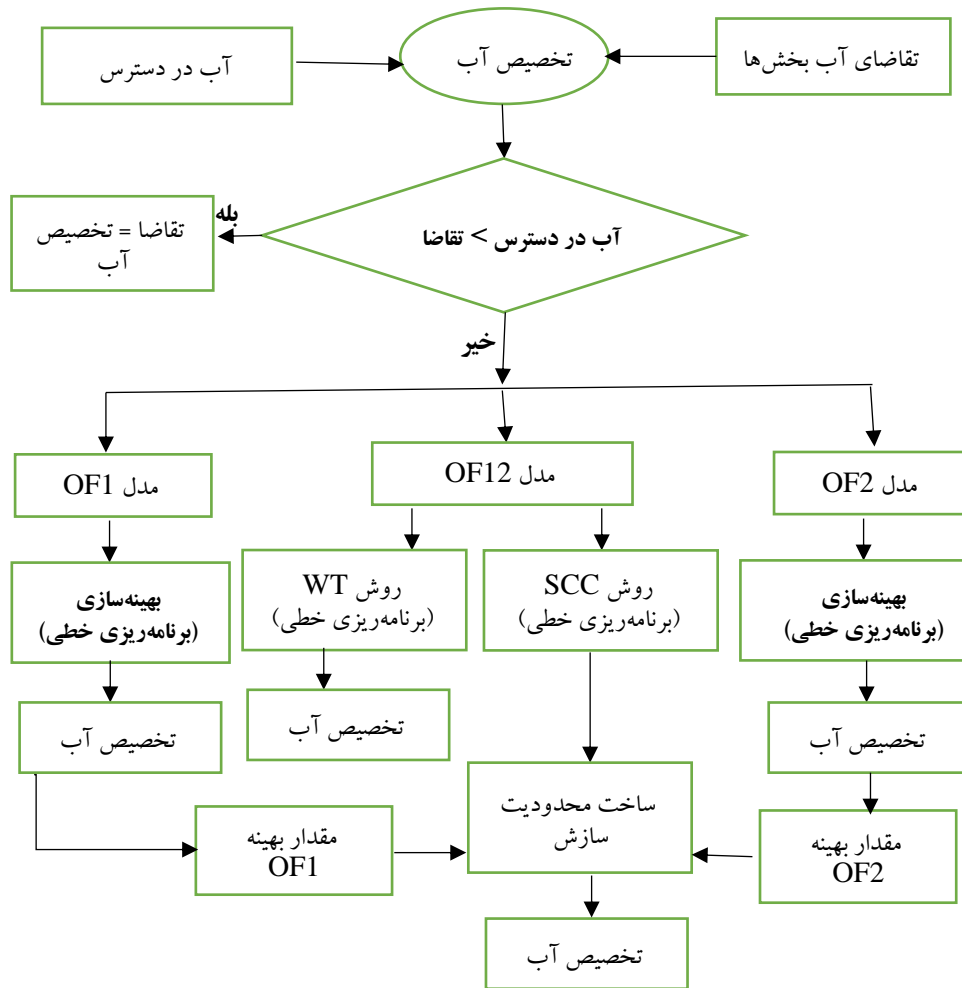 تقاضای آب بخش‌ها
تخصیص آب
آب در دسترس
آب در دسترس > تقاضا
بله
تقاضا = تخصیص
آب
خیر
مدل OF2
مدل OF12
مدل OF1
بهینه‌سازی
(برنامه‌ریزی خطی)
روش SCC
(برنامه‌ریزی خطی)
روش WT
(برنامه‌ریزی خطی)
بهینه‌سازی
(برنامه‌ریزی خطی)
تخصیص آب
تخصیص آب
تخصیص آب
ساخت محدودیت
سازش
مقدار بهینه
OF2
مقدار بهینه
OF1
تخصیص آب